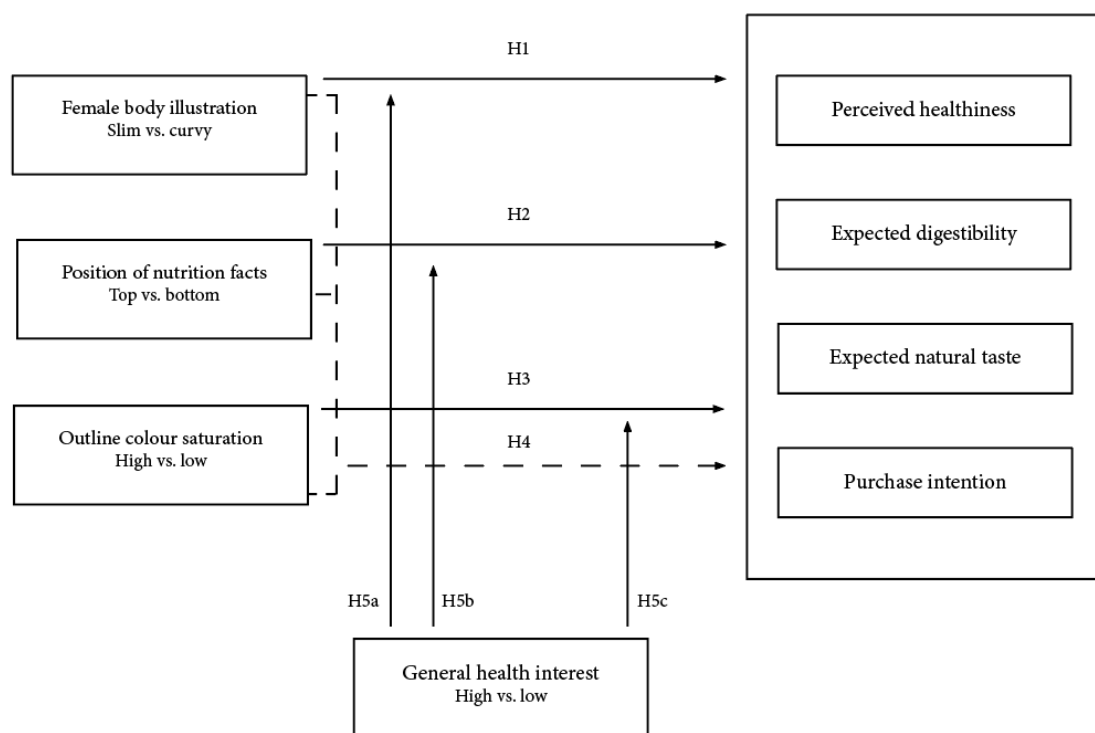 H1
Female body illustration
Slim vs. curvy
Perceived healthiness
H2
Position of nutrition facts
Top vs. bottom
Expected digestibility
H3
Expected natural taste
Outline colour saturation
High vs. low
H4
Purchase intention
H5a
H5b
H5c
General health interest
High vs. low